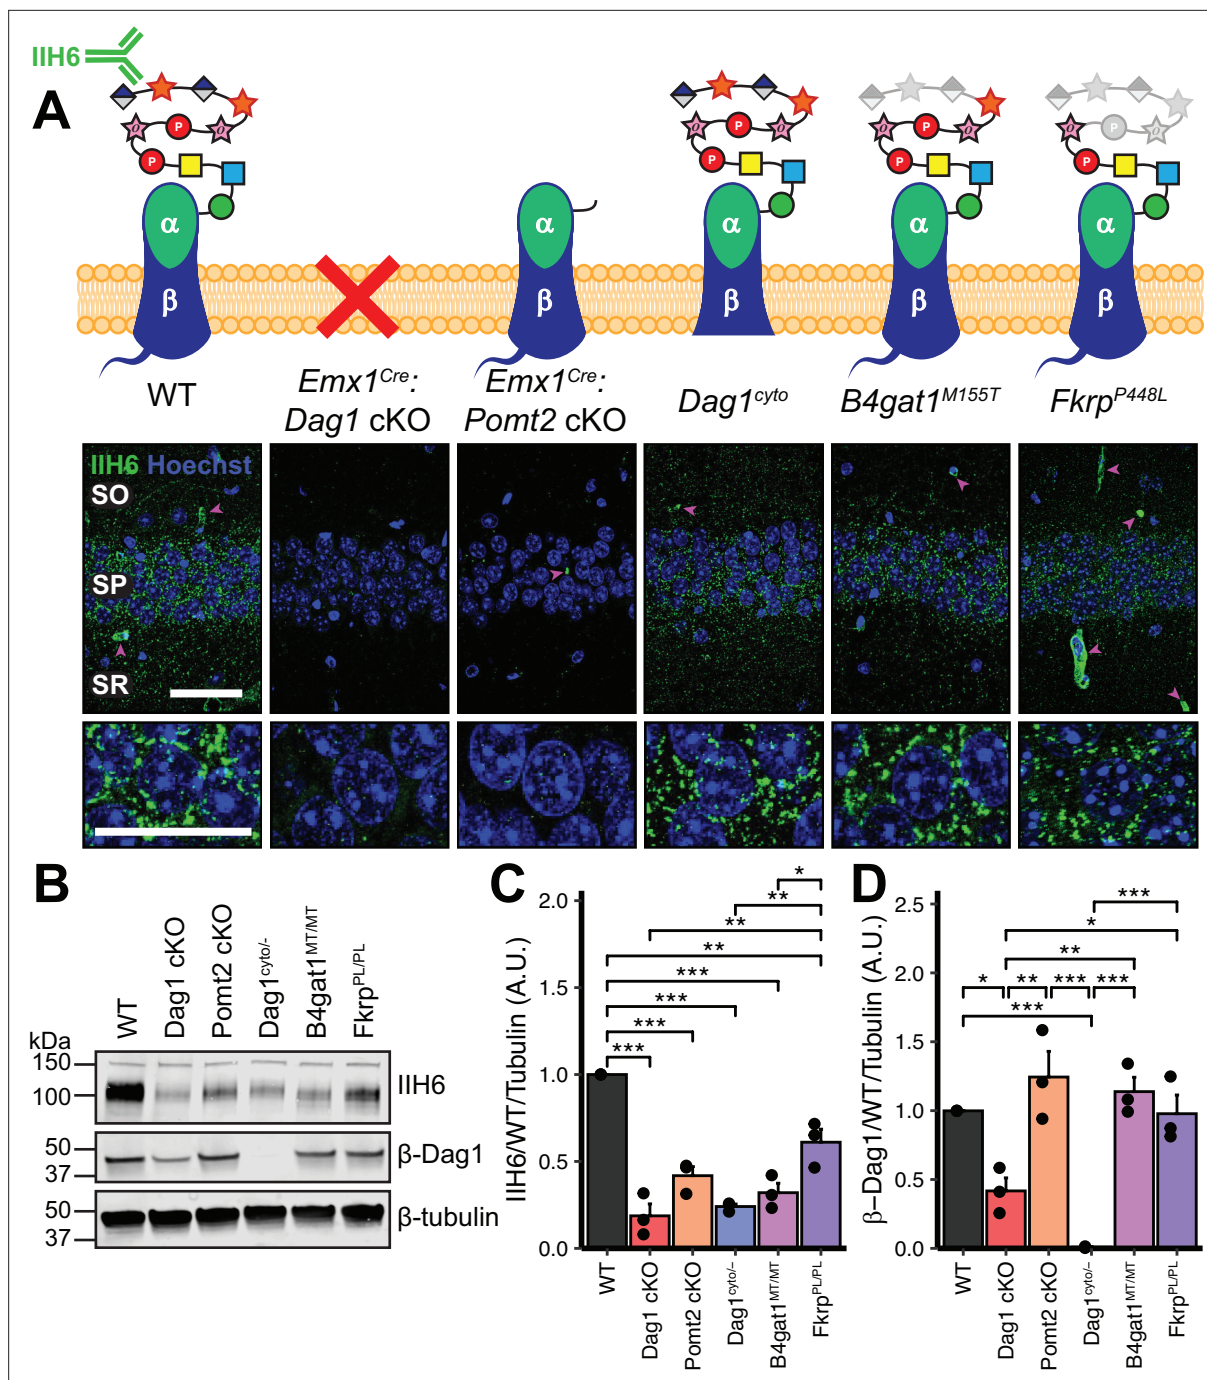 IIH6
A
P
P
α
β
α
β
P
P
α
β
P
P
α
β
P
P
α
β
WT
Emx1Cre:
Dag1 cKO
Emx1Cre:
Pomt2 cKO
Dag1cyto
B4gat1M155T
FkrpP448L
IIH6 Hoechst
SO
SP
SR
B
WT
Dag1 cKO
Pomt2 cKO
Dag1cyto/-
B4gat1MT/MT
FkrpPL/PL
kDa
150
100
IIH6
50
37
β-Dag1
50
37
β-tubulin
C
IIH6/WT/Tubulin (A.U.)
2.0
1.5
1.0
0.5
0.0
*
**
**
**
***
***
***
***
WT
Dag1 cKO
Pomt2 cKO
Dag1cyto/–
B4gat1MT/MT
FkrpPL/PL
D
β–Dag1/WT/Tubulin (A.U.)
2.5
2.0
1.5
1.0
0.5
0.0
***
*
**
* ** *** ***
***
WT
Dag1 cKO
Pomt2 cKO
Dag1cyto/–
B4gat1MT/MT
FkrpPL/PL